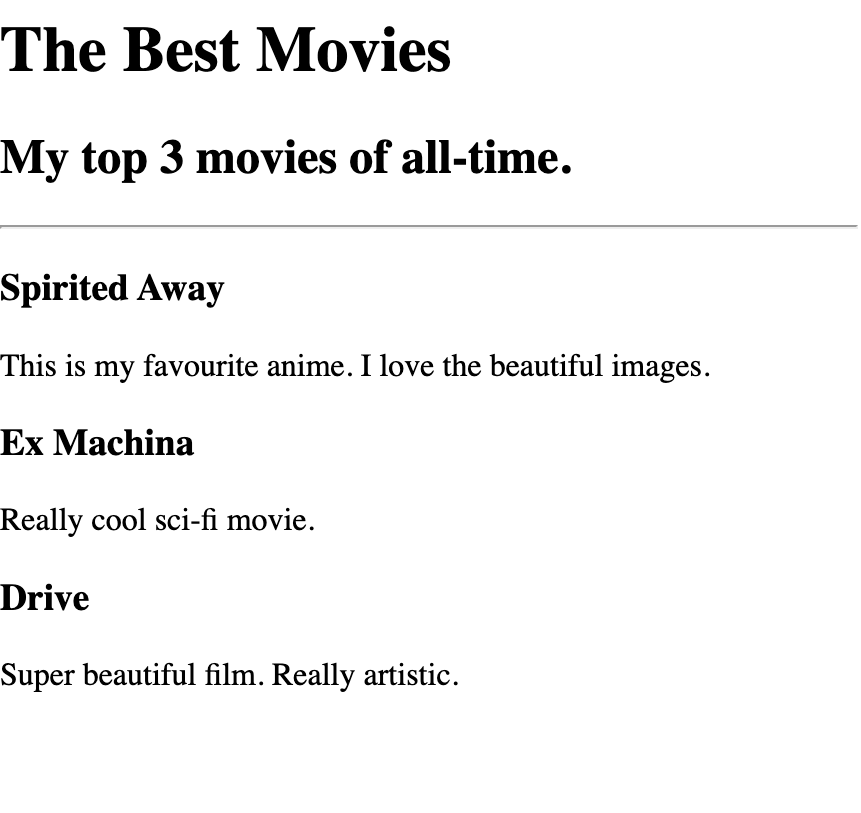 The Best Movies
My top 3 movies of all-time.
Spirited Away
This is my favourite anime. I love the beautiful images.
Ex Machina
Really cool sci-fi movie.
Drive
Super beautiful film. Really artistic.